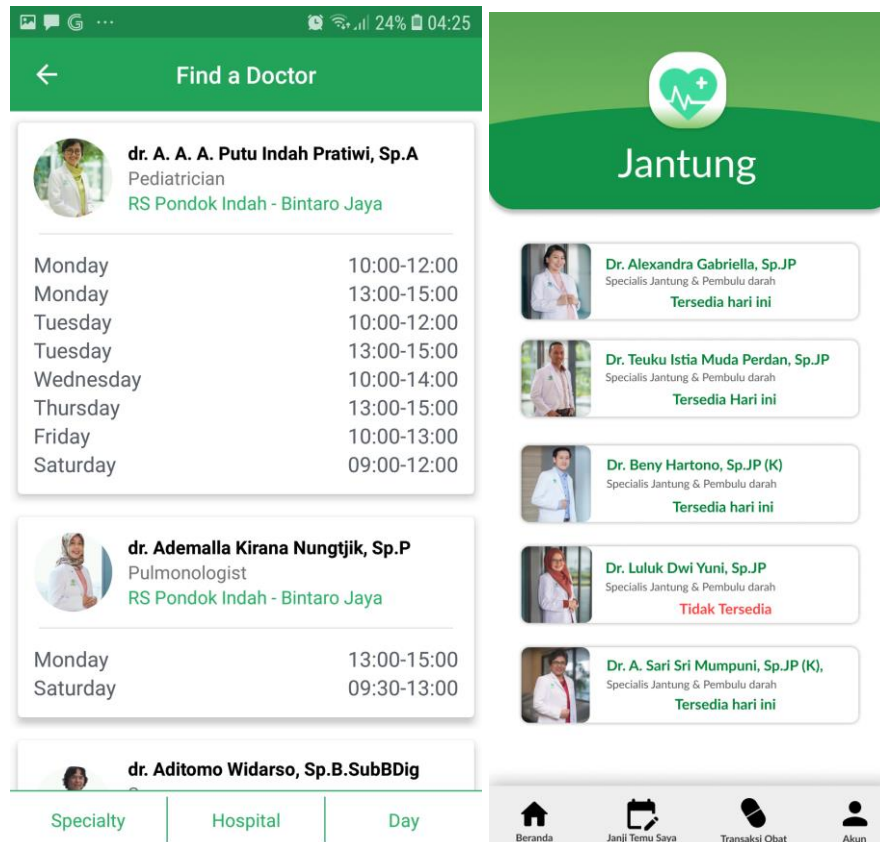 24% 04:25
Find a Doctor
dr. A. A. A. Putu Indah Pratiwi, Sp.A
Pediatrician
RS Pondok Indah - Bintaro Jaya
Monday 10:00-12:00
Monday 13:00-15:00
Tuesday 10:00-12:00
Tuesday 13:00-15:00
Wednesday 10:00-14:00
Thursday 13:00-15:00
Friday 10:00-13:00
Saturday 09:00-12:00
dr. Ademalla Kirana Nungtjik, Sp.P
Pulmonologist
RS Pondok Indah - Bintaro Jaya
Monday 13:00-15:00
Saturday 09:30-13:00
dr. Aditomo Widarso, Sp.B.SubBDig
Specialty Hospital Day
Jantung
Dr. Alexandra Gabriella, Sp.JP
Specialis Jantung & Pembulu darah
Tersedia hari ini
Dr. Teuku Istia Muda Perdan, Sp.JP
Specialis Jantung & Pembulu darah
Tersedia Hari ini
Dr. Beny Hartono, Sp.JP (K)
Specialis Jantung & Pembulu darah
Tersedia hari ini
Dr. Luluk Dwi Yuni, Sp.JP
Specialis Jantung & Pembulu darah
Tidak Tersedia
Dr. A. Sari Sri Mumpuni, Sp.JP (K),
Specialis Jantung & Pembulu darah
Tersedia hari ini
Beranda Janji Temu Saya Transaksi Obat Akun